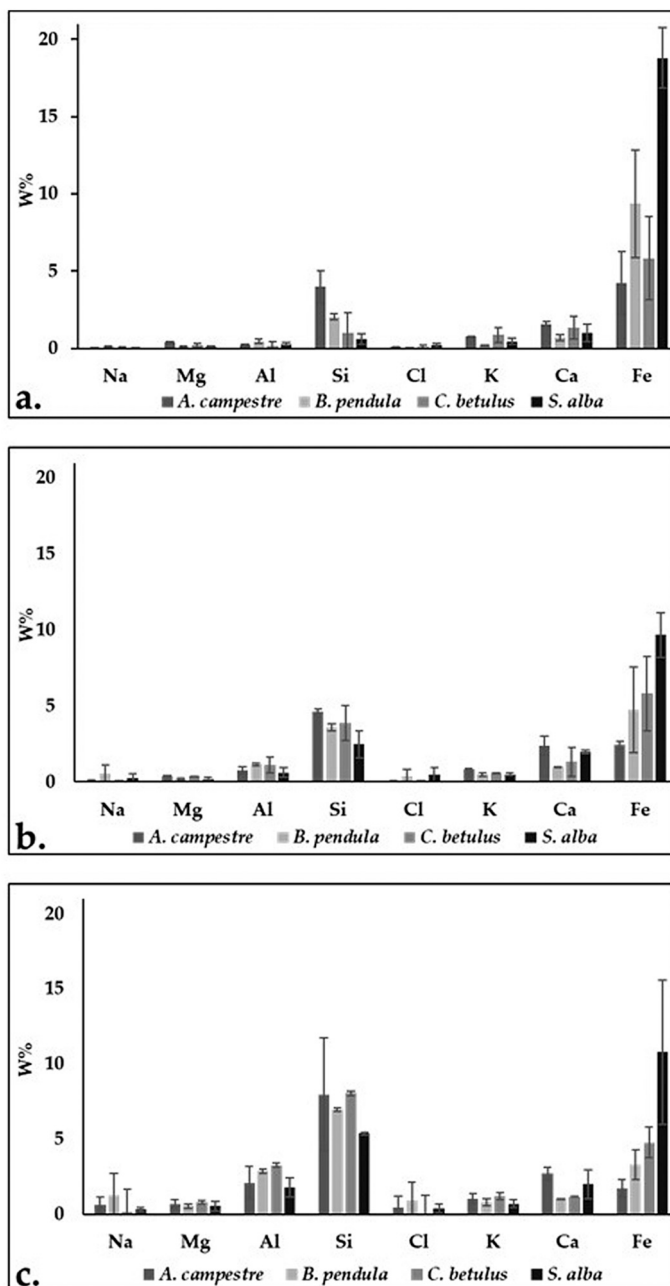 20
15
W%
10
5
0
Na Mg Al Si Cl K Ca Fe
a. A. campestre B. pendula C. betulus S. alba
20
15
W%
10
5
0
Na Mg Al Si Cl K Ca Fe
b. A. campestre B. pendula C. betulus S. alba
20
15
W%
10
5
0
Na Mg Al Si Cl K Ca Fe
c. A. campestre B. pendula C. betulus S. alba